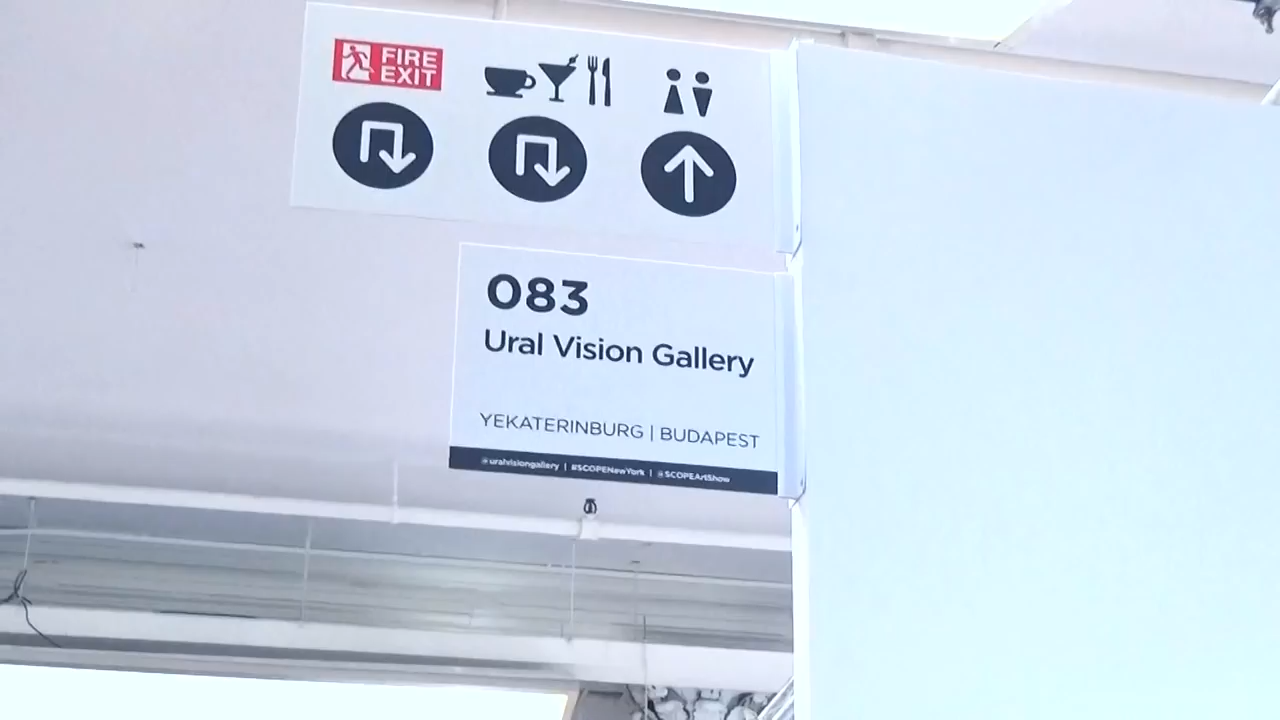 FIRE
EXIT
083
Ural Vision Gallery
YEKATERINBURG | BUDAPEST
@uralvisiongallery | #SCOPENewYork | @SCOPEArtShow